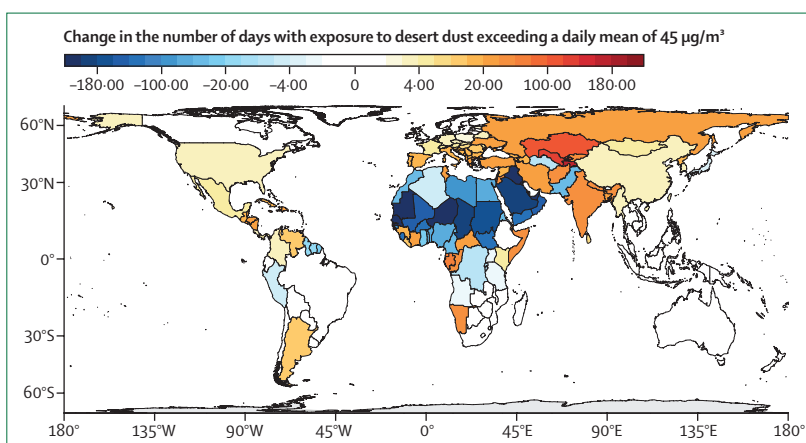 Change in the number of days with exposure to desert dust exceeding a daily mean of 45 μg/m³
–180·00 –100·00 –20·00 –4·00 0 4·00 20·00 100·00 180·00
60°N
30°N
0°
30°S
60°S
180° 135°W 90°W 45°W 0° 45°E 90°E 135°E 180°